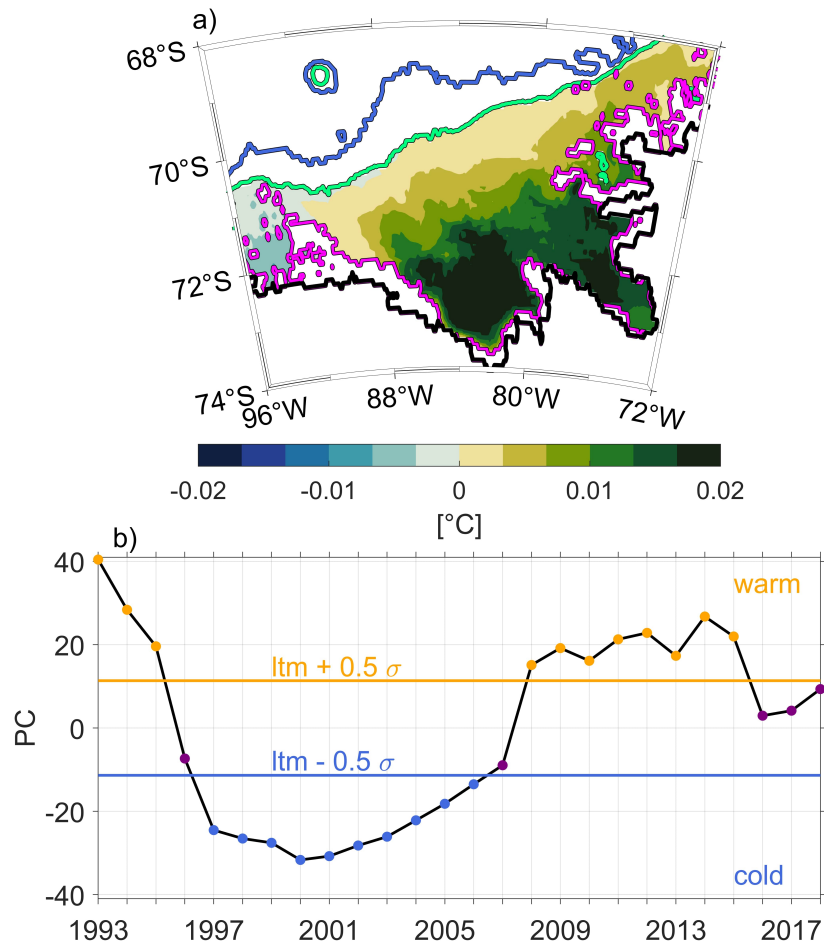 a)
68°S
70°S
72°S
74°S
96°W 88°W 80°W 72°W
-0.02 -0.01 0 0.01 0.02
[°C]
b)
40
20
0
-20
-40
PC
warm
ltm + 0.5 σ
ltm - 0.5 σ
cold
1993 1997 2001 2005 2009 2013 2017